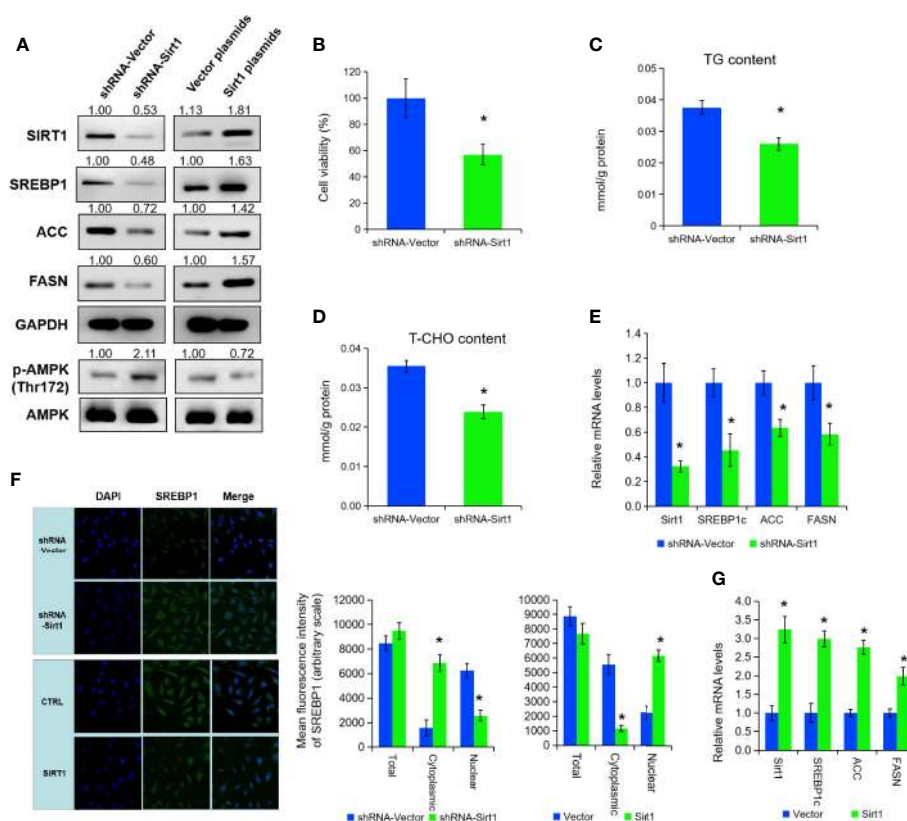 A
shRNA-Vector
shRNA-Sirt1
Vector plasmids
Sirt1 plasmids
1.00 0.53 1.13 1.81
SIRT1
1.00 0.48 1.00 1.63
SREBP1
1.00 0.72 1.00 1.42
ACC
1.00 0.60 1.00 1.57
FASN
GAPDH
1.00 2.11 1.00 0.72
p-AMPK
(Thr172)
AMPK
B
Cell viability (%)
120
100
80
60
40
20
0
*
shRNA-Vector shRNA-Sirt1
C
TG content
mmol/g protein
0.05
0.04
0.03
0.02
0.01
0
*
shRNA-Vector shRNA-Sirt1
D
T-CHO content
mmol/g protein
0.04
0.03
0.02
0.01
0.00
*
shRNA-Vector shRNA-Sirt1
E
Relative mRNA levels
1.4
1.2
1.0
0.8
0.6
0.4
0.2
0.0
* * * *
Sirt1 SREBP1c ACC FASN
shRNA-Vector shRNA-Sirt1
F
DAPI SREBP1 Merge
shRNA
-Vector
shRNA
-Sirt1
CTRL
SIRT1
Mean fluorescence intensity
of SREBP1 (arbitrary scale)
12000
10000
8000
6000
4000
2000
0
* *
Total
Cytoplasmic
Nuclear
shRNA-Vector shRNA-Sirt1
10000
9000
8000
7000
6000
5000
4000
3000
2000
1000
0
* *
Total
Cytoplasmic
Nuclear
Vector Sirt1
G
Relative mRNA levels
4.0
3.5
3.0
2.5
2.0
1.5
1.0
0.5
0.0
* * * *
Sirt1
SREBP1c
ACC
FASN
Vector Sirt1